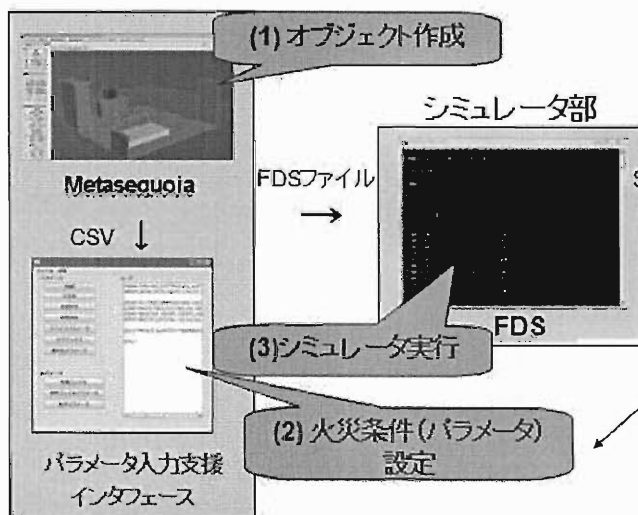 (1) オブジェクト作成
シミュレータ部
Metasequoia
FDSファイル
→
CSV ↓
FDS
(3)シミュレータ実行
(2) 火災条件(パラメータ)
設定
パラメータ入力支援
インタフェース